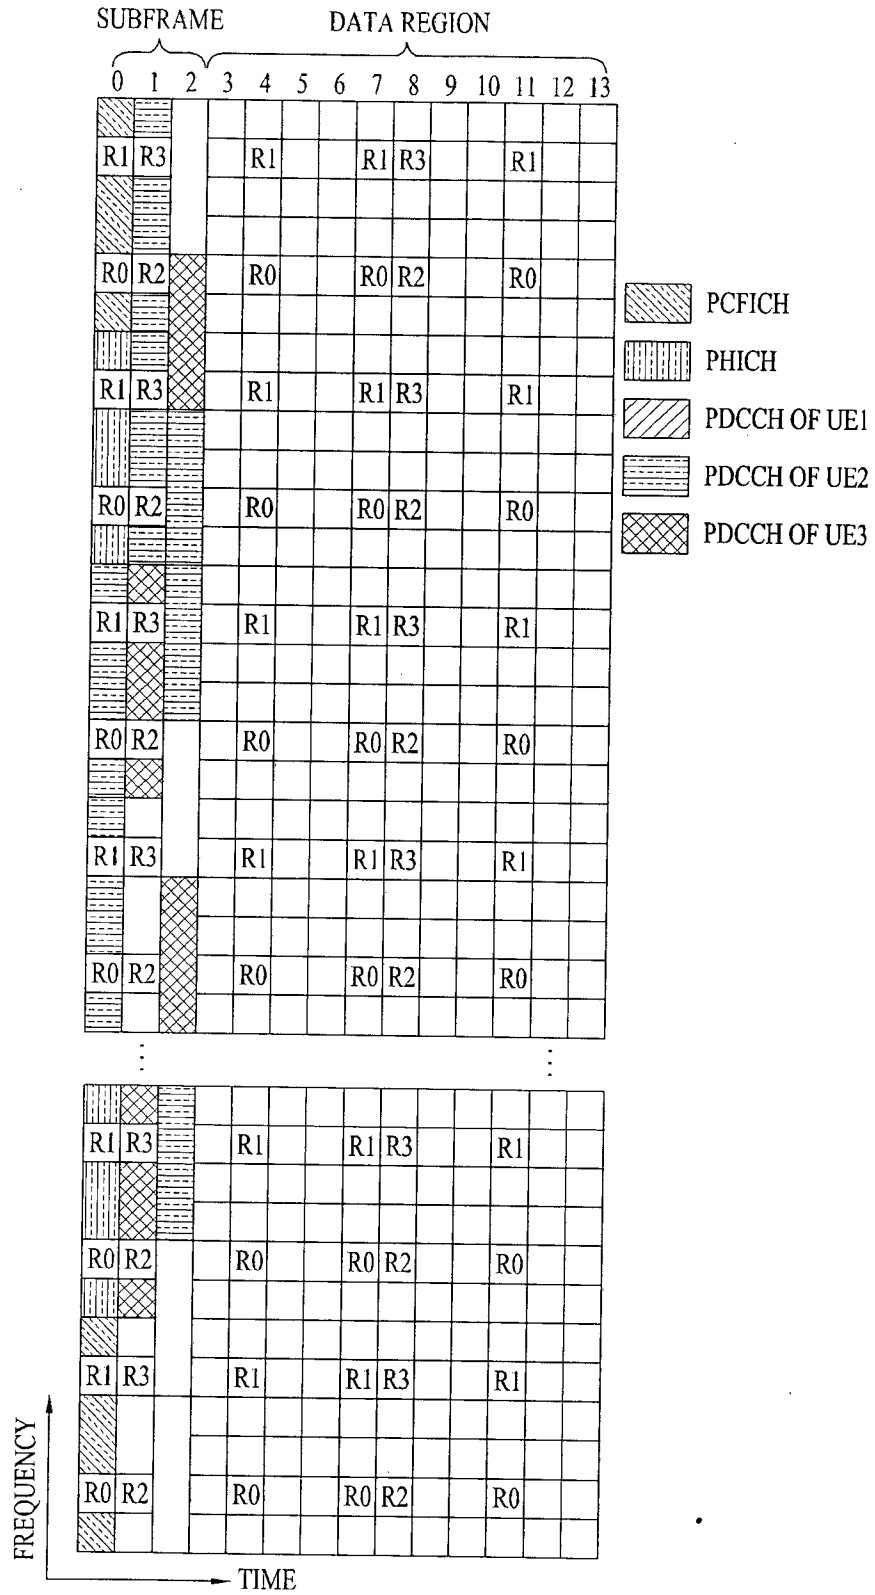 SUBFRAME DATA REGION
0 1 2 3 4 5 6 7 8 9 10 11 12 13
R1 R3 R1 R1 R3 R1
R0 R2 R0 R0 R2 R0
PCFICH
PHICH
R1 R3 R1 R1 R3 R1
PDCCH OF UE1
PDCCH OF UE2
R0 R2 R0 R0 R2 R0
PDCCH OF UE3
R1 R3 R1 R1 R3 R1
R0 R2 R0 R0 R2 R0
R1 R3 R1 R1 R3 R1
R0 R2 R0 R0 R2 R0
R1 R3 R1 R1 R3 R1
R0 R2 R0 R0 R2 R0
R1 R3 R1 R1 R3 R1
R0 R2 R0 R0 R2 R0
FREQUENCY
TIME